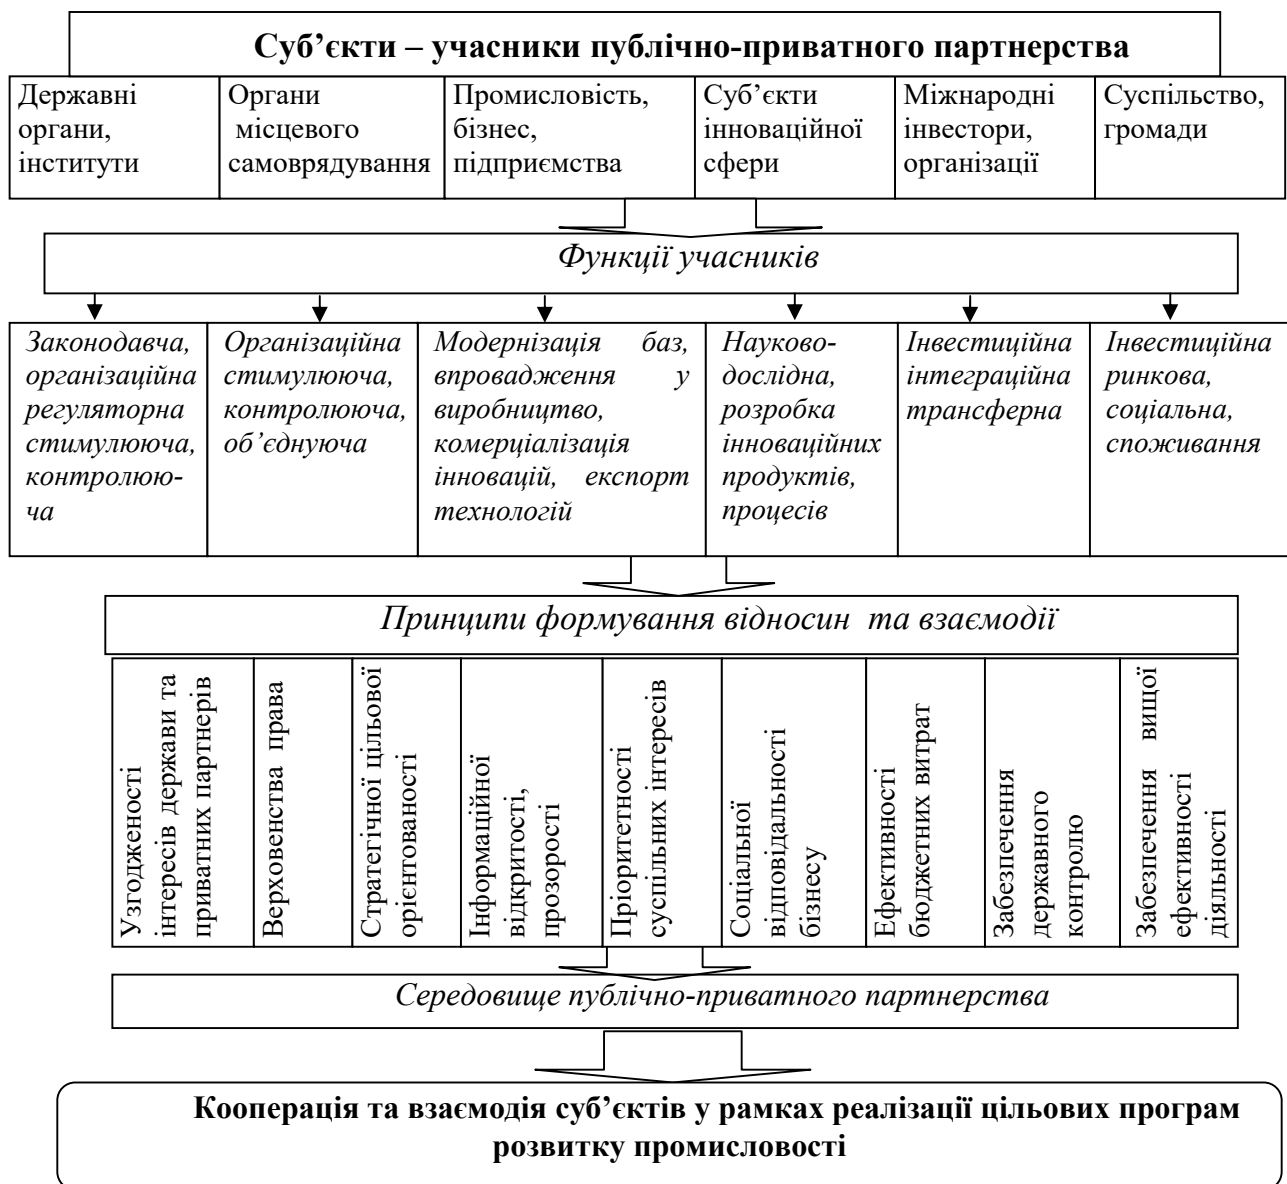 Суб’єкти – учасники публічно-приватного партнерства
Державні
органи,
інститути
Органи
місцевого
самоврядування
Промисловість,
бізнес,
підприємства
Суб’єкти
інноваційної
сфери
Міжнародні
інвестори,
організації
Суспільство,
громади
Функції учасників
Законодавча,
організаційна
регуляторна
стимулююча,
контролюю-
ча
Організаційна
стимулююча,
контролююча,
об’єднуюча
Модернізація баз,
впровадження у
виробництво,
комерціалізація
інновацій, експорт
технологій
Науково-
дослідна,
розробка
інноваційних
продуктів,
процесів
Інвестиційна
інтеграційна
трансферна
Інвестиційна
ринкова,
соціальна,
споживання
Принципи формування відносин та взаємодії
Узгодженості
інтересів держави та
приватних партнерів
Верховенства права
Стратегічної цільової
орієнтованості
Інформаційної
відкритості,
прозорості
Пріоритетності
суспільних інтересів
Соціальної
відповідальності
бізнесу
Ефективності
бюджетних витрат
Забезпечення
державного
контролю
Забезпечення вищої
ефективності
діяльності
Середовище публічно-приватного партнерства
Кооперація та взаємодія суб’єктів у рамках реалізації цільових програм
розвитку промисловості